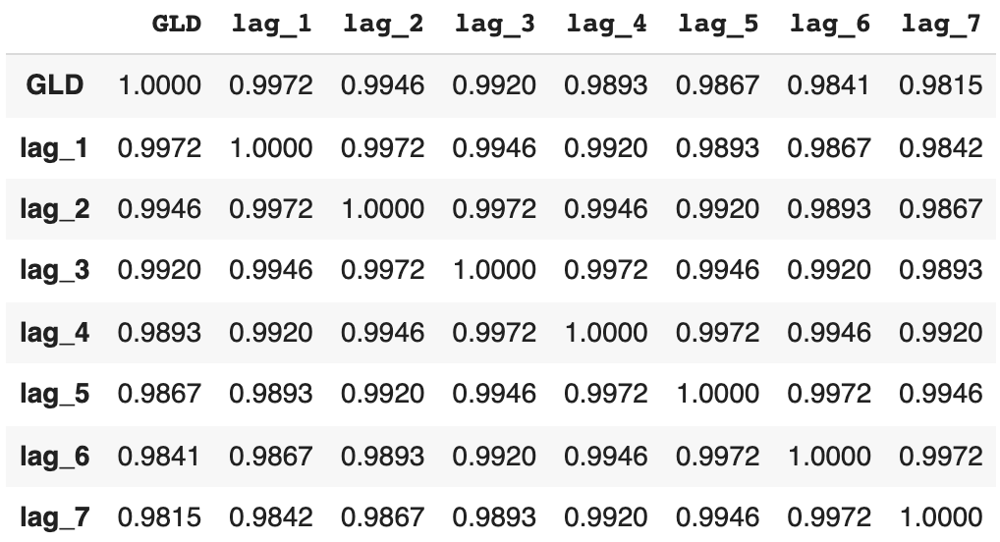 GLD lag_1 lag_2 lag_3 lag_4 lag_5 lag_6 lag_7
GLD 1.0000 0.9972 0.9946 0.9920 0.9893 0.9867 0.9841 0.9815
lag_1 0.9972 1.0000 0.9972 0.9946 0.9920 0.9893 0.9867 0.9842
lag_2 0.9946 0.9972 1.0000 0.9972 0.9946 0.9920 0.9893 0.9867
lag_3 0.9920 0.9946 0.9972 1.0000 0.9972 0.9946 0.9920 0.9893
lag_4 0.9893 0.9920 0.9946 0.9972 1.0000 0.9972 0.9946 0.9920
lag_5 0.9867 0.9893 0.9920 0.9946 0.9972 1.0000 0.9972 0.9946
lag_6 0.9841 0.9867 0.9893 0.9920 0.9946 0.9972 1.0000 0.9972
lag_7 0.9815 0.9842 0.9867 0.9893 0.9920 0.9946 0.9972 1.0000